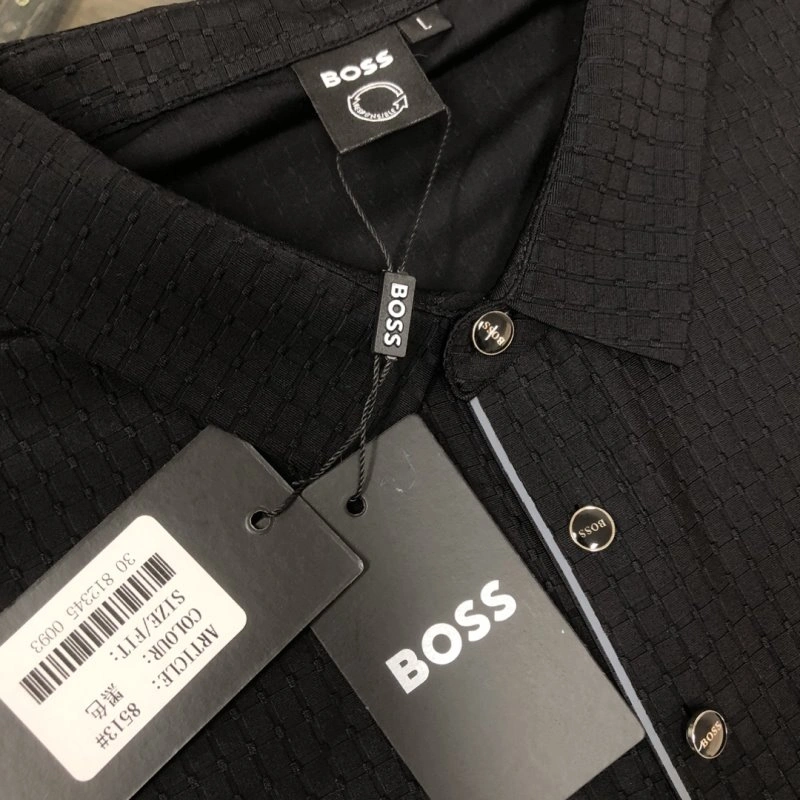 L
BOSS
BOSS
BOSS
BOSS
BOSS
BOSS
ARTICLE: 8513#
COLOUR: 黑色
SIZE/FIT:
30 812345 0093